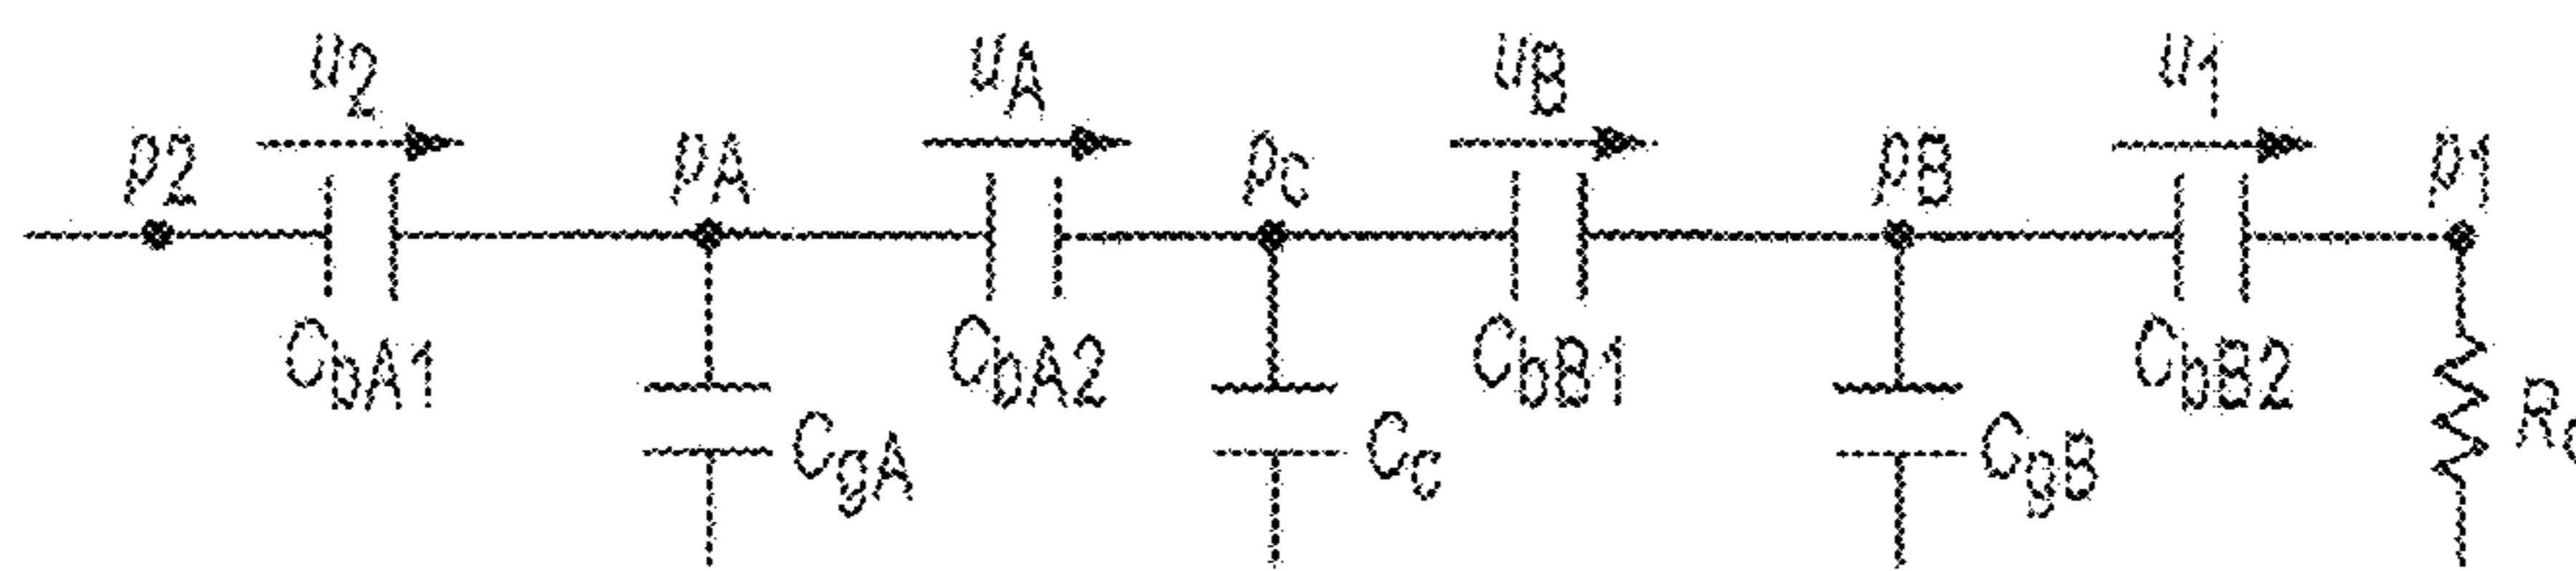 u2 uA uB u1
p2 pA pc pB p1
CbA1 CbA2 CbB1 CbB2
CgA Cc CgB